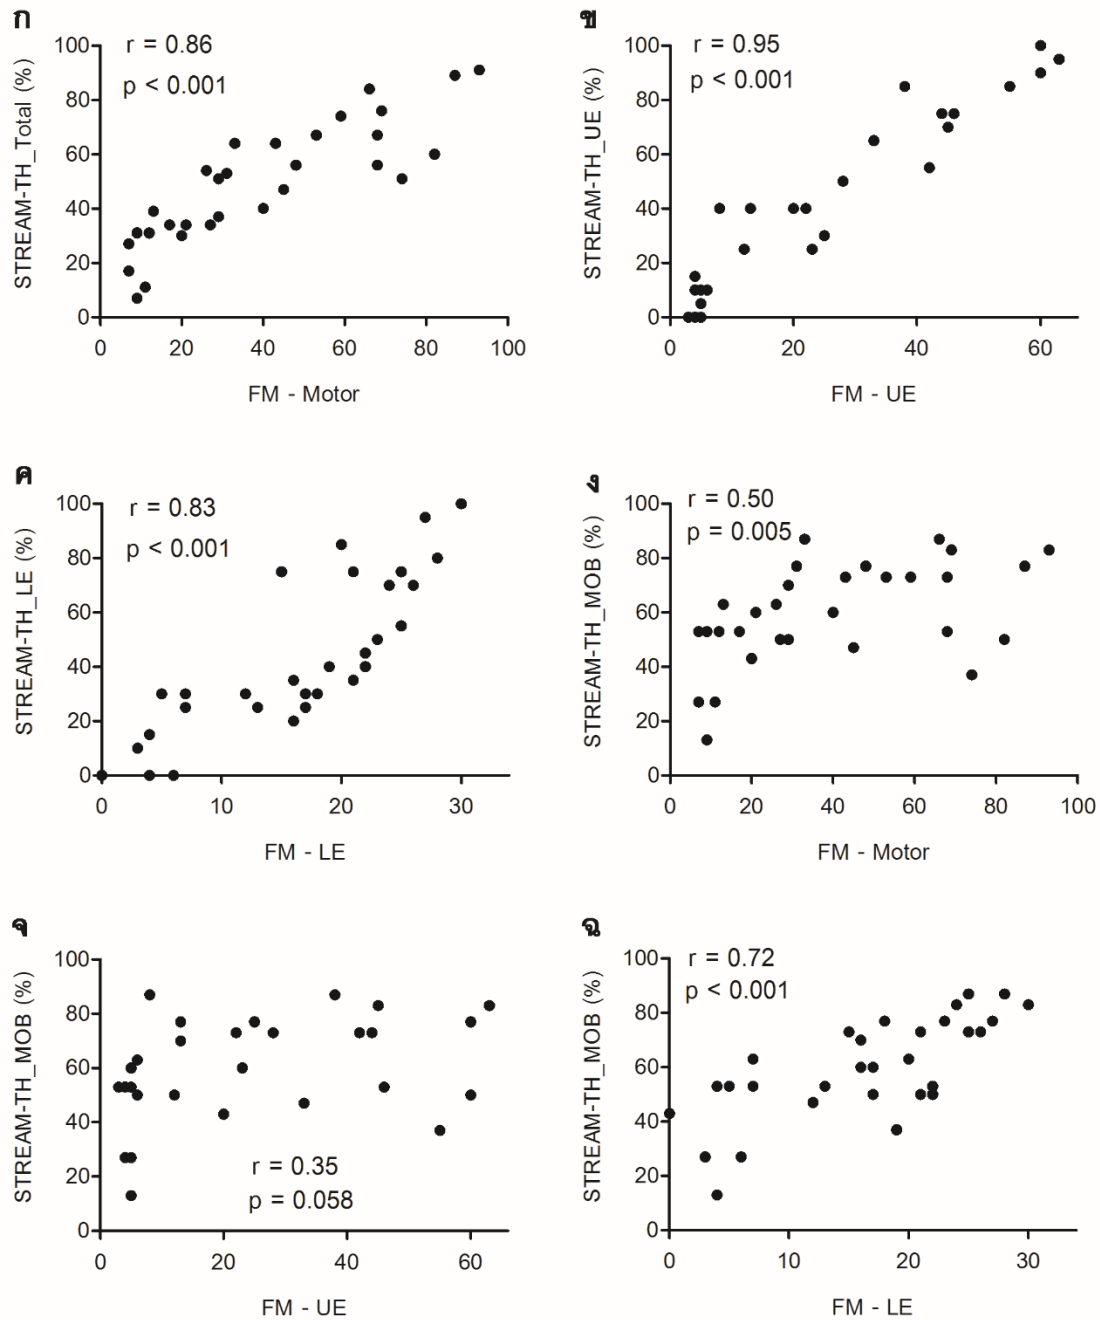 ก
r = 0.86
p < 0.001
STREAM-TH_Total (%)
100
80
60
40
20
0
0 20 40 60 80 100
FM - Motor
ข
r = 0.95
p < 0.001
STREAM-TH_UE (%)
100
80
60
40
20
0
0 20 40 60
FM - UE
ค
r = 0.83
p < 0.001
STREAM-TH_LE (%)
100
80
60
40
20
0
0 10 20 30
FM - LE
ง
r = 0.50
p = 0.005
STREAM-TH_MOB (%)
100
80
60
40
20
0
0 20 40 60 80 100
FM - Motor
จ
STREAM-TH_MOB (%)
100
80
60
40
20
0
r = 0.35
p = 0.058
0 20 40 60
FM - UE
ฉ
r = 0.72
p < 0.001
STREAM-TH_MOB (%)
100
80
60
40
20
0
0 10 20 30
FM - LE